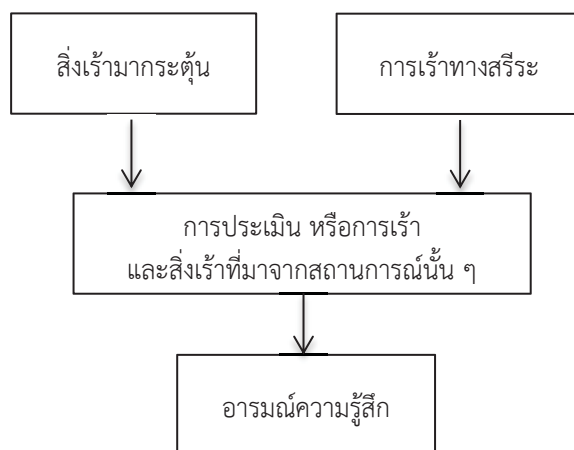 สิ่งเร้ามากระตุ้น
การเร้าทางสรีระ
การประเมิน หรือการเร้า
และสิ่งเร้าที่มาจากสถานการณ์นั้น ๆ
อารมณ์ความรู้สึก